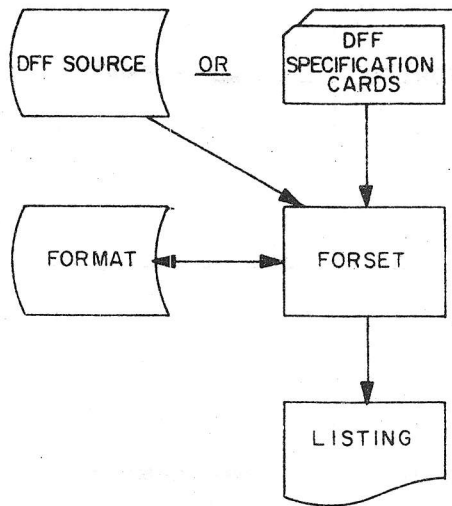 DFF SOURCE
OR
DFF
SPECIFICATION
CARDS
FORMAT
FORSET
LISTING